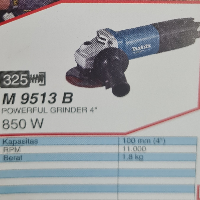 makita
325
M 9513 B
POWERFUL GRINDER 4"
850 W
Kapasitas 100 mm (4")
RPM 11.000
Berat 1,8 kg